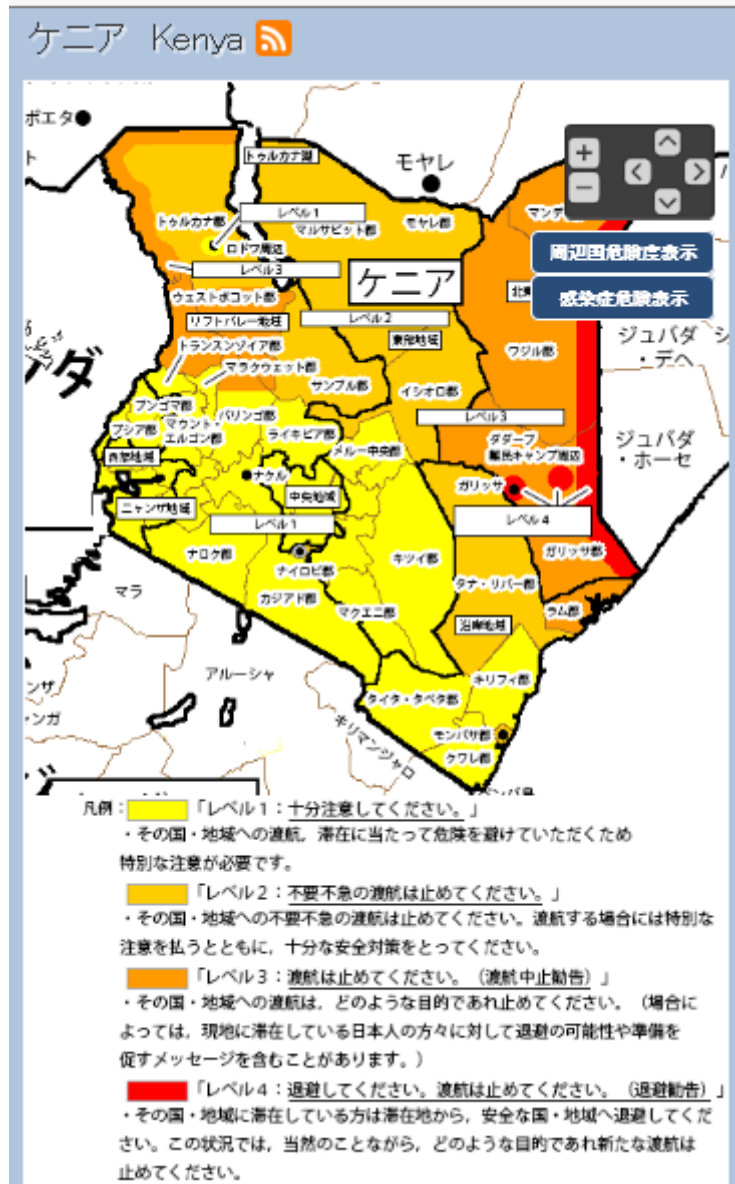 ケニア Kenya
ボエタ
ト
トゥルカナ湖
モヤレ
トゥルカナ郡
レベル1
マルサビット郡
モヤレ郡
マンデ
ロドワ周辺
レベル3
周辺国危険度表示
ケニア
北東
感染症危険表示
ウェストポコット郡
リフトバレー地域
レベル2
東部地域
ジュバダ
・デヘ
トランスンゾイア郡
ワジル郡
マラクウェット郡
サンブル郡
イシオロ郡
ダ
ブンゴマ郡
バリンゴ郡
レベル3
ブシア郡
マウント・
エルゴン郡
ライキピア郡
ダダーブ
難民キャンプ周辺
ジュバダ
・ホーセ
西部地域
メルー中央郡
ナクル
ガリッサ
中央地域
ニャンザ地域
レベル1
レベル4
ナロク郡
ナイロビ郡
キツイ郡
ガリッサ郡
マラ
カジアド郡
タナ・リバー郡
マクエニ郡
沿岸地域
ラム郡
アルーシャ
キリフィ郡
ンザ
タイタ・タベタ郡
ンガ
キリマンジャロ
モンバサ郡
クワレ郡
凡例：「レベル１：十分注意してください。」
・その国・地域への渡航，滞在に当たって危険を避けていただくため
特別な注意が必要です。
「レベル２：不要不急の渡航は止めてください。」
・その国・地域への不要不急の渡航は止めてください。渡航する場合には特別な
注意を払うとともに，十分な安全対策をとってください。
「レベル３：渡航は止めてください。（渡航中止勧告）」
・その国・地域への渡航は，どのような目的であれ止めてください。（場合に
よっては，現地に滞在している日本人の方々に対して退避の可能性や準備を
促すメッセージを含むことがあります。）
「レベル４：退避してください。渡航は止めてください。（退避勧告）」
・その国・地域に滞在している方は滞在地から，安全な国・地域へ退避してくだ
さい。この状況では，当然のことながら，どのような目的であれ新たな渡航は
止めてください。